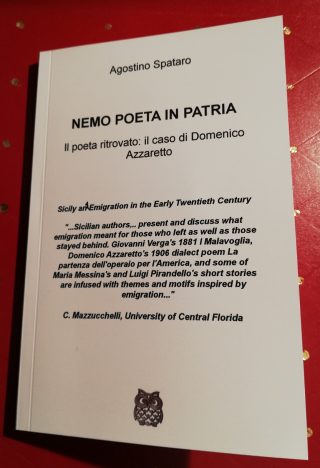 Agostino Spataro
NEMO POETA IN PATRIA
Il poeta ritrovato: il caso di Domenico
Azzaretto
Sicily an Emigration in the Early Twentieth Century
"...Sicilian authors... present and discuss what
emigration meant for those who left as well as those
stayed behind. Giovanni Verga's 1881 I Malavoglia,
Domenico Azzaretto's 1906 dialect poem La
partenza dell'operaio per l'America, and some of
Maria Messina's and Luigi Pirandello's short stories
are infused with themes and motifs inspired by
emigration..."
C. Mazzucchelli, University of Central Florida